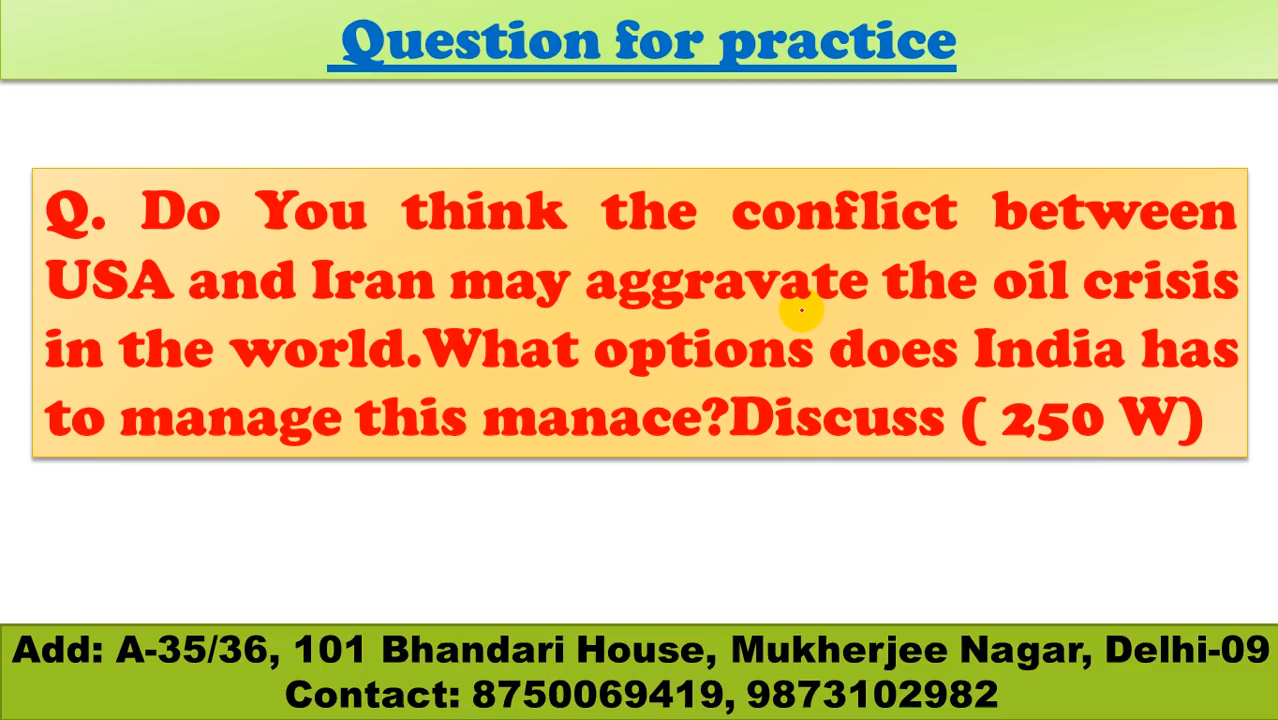 Question for practice
Q. Do You think the conflict between
USA and Iran may aggravate the oil crisis
in the world.What options does India has
to manage this manace?Discuss ( 250 W)
Add: A-35/36, 101 Bhandari House, Mukherjee Nagar, Delhi-09
Contact: 8750069419, 9873102982